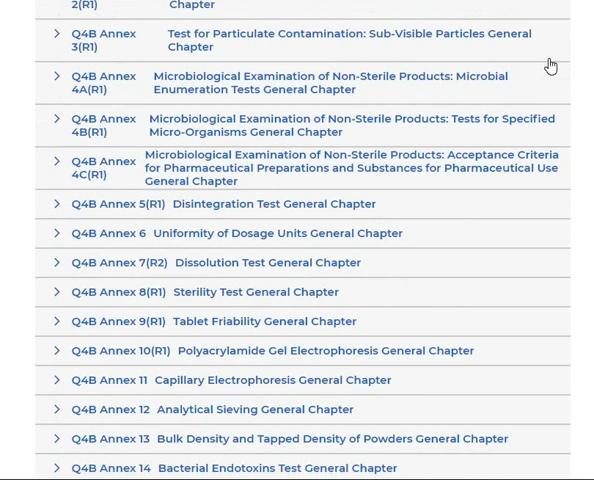 2(R1) Chapter
Q4B Annex 3(R1) Test for Particulate Contamination: Sub-Visible Particles General
Chapter
Q4B Annex 4A(R1) Microbiological Examination of Non-Sterile Products: Microbial
Enumeration Tests General Chapter
Q4B Annex 4B(R1) Microbiological Examination of Non-Sterile Products: Tests for Specified
Micro-Organisms General Chapter
Q4B Annex 4C(R1) Microbiological Examination of Non-Sterile Products: Acceptance Criteria
for Pharmaceutical Preparations and Substances for Pharmaceutical Use
General Chapter
Q4B Annex 5(R1) Disintegration Test General Chapter
Q4B Annex 6 Uniformity of Dosage Units General Chapter
Q4B Annex 7(R2) Dissolution Test General Chapter
Q4B Annex 8(R1) Sterility Test General Chapter
Q4B Annex 9(R1) Tablet Friability General Chapter
Q4B Annex 10(R1) Polyacrylamide Gel Electrophoresis General Chapter
Q4B Annex 11 Capillary Electrophoresis General Chapter
Q4B Annex 12 Analytical Sieving General Chapter
Q4B Annex 13 Bulk Density and Tapped Density of Powders General Chapter
Q4B Annex 14 Bacterial Endotoxins Test General Chapter